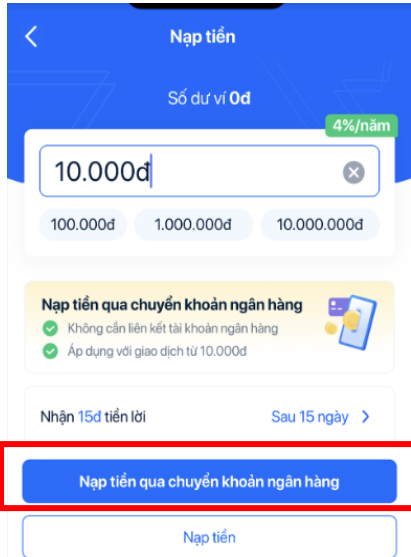 Nạp tiền
Số dư ví 0đ
4%/năm
10.000đ
100.000đ 1.000.000đ 10.000.000đ
Nạp tiền qua chuyển khoản ngân hàng
Không cần liên kết tài khoản ngân hàng
Áp dụng với giao dịch từ 10.000đ
Nhận 15đ tiền lời Sau 15 ngày
Nạp tiền qua chuyển khoản ngân hàng
Nạp tiền